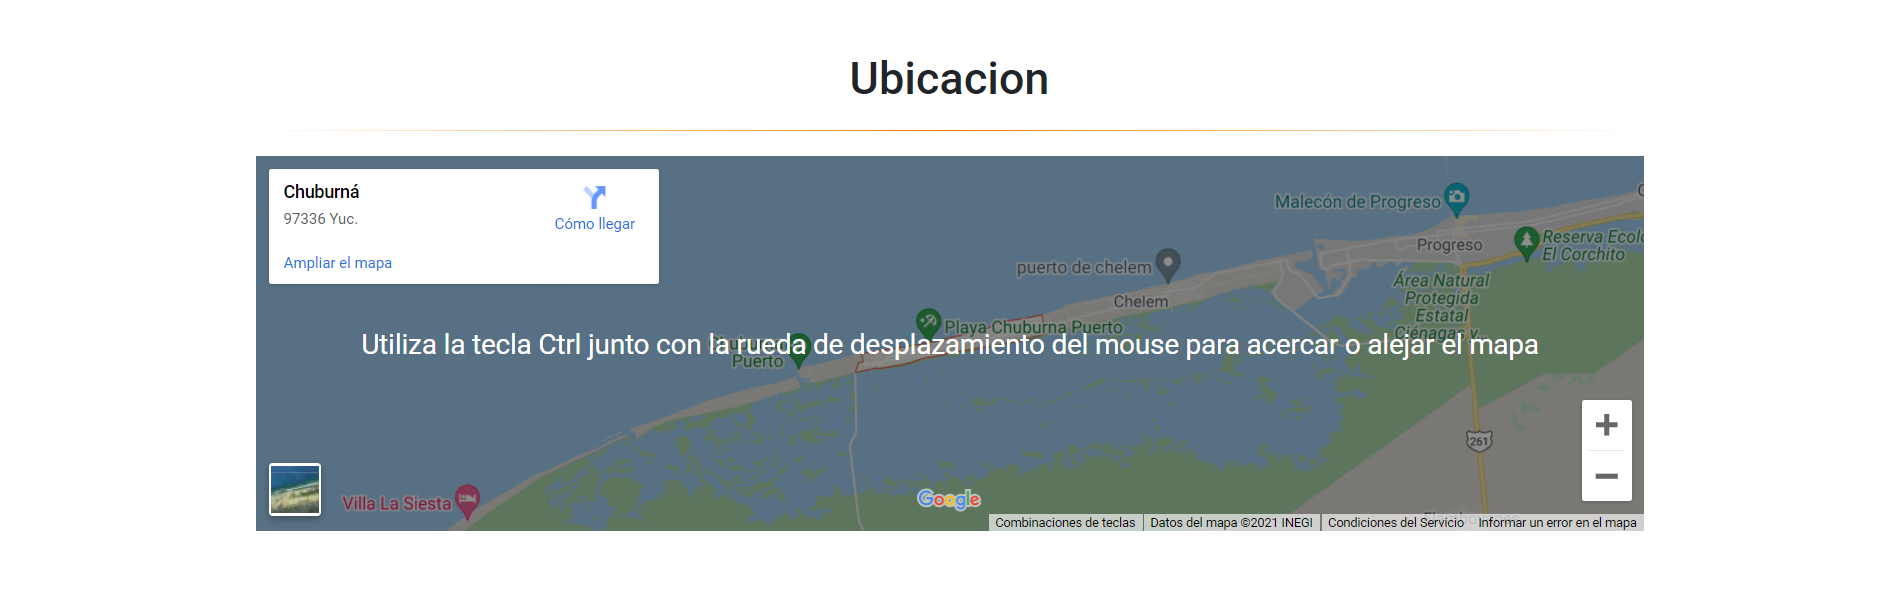 Ubicacion
Chuburná
97336 Yuc.
Cómo llegar
Ampliar el mapa
Malecón de Progreso
Progreso
Reserva Ecoló
El Corchito
puerto de chelem
Chelem
Área Natural
Protegida
Estatal
Ciénagas y...
Playa Chuburna Puerto
Utiliza la tecla Ctrl junto con la rueda de desplazamiento del mouse para acercar o alejar el mapa
Puerto
261
Villa La Siesta
Google
Combinaciones de teclas
Datos del mapa ©2021 INEGI
Condiciones del Servicio
Informar un error en el mapa